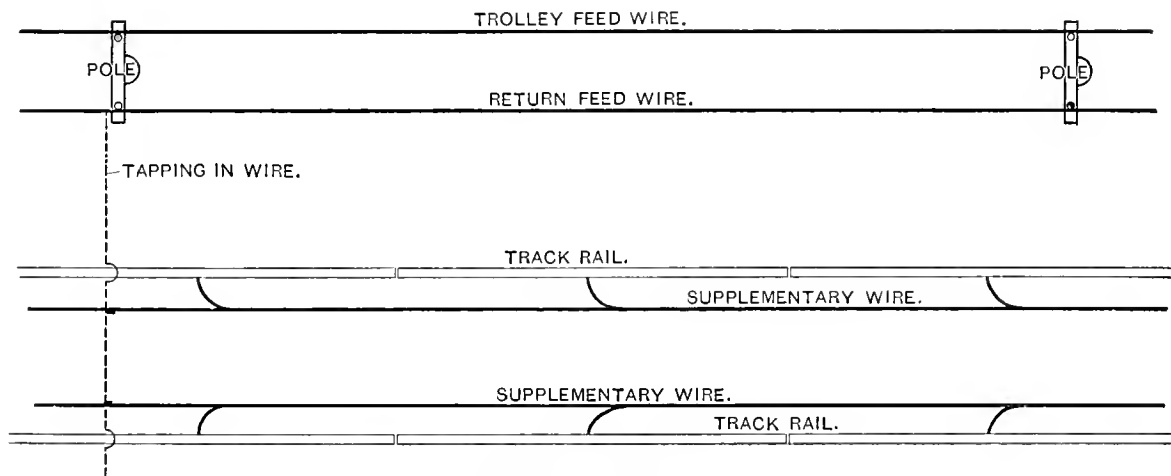 TROLLEY FEED WIRE.
POLE
POLE
RETURN FEED WIRE.
TAPPING IN WIRE.
TRACK RAIL.
SUPPLEMENTARY WIRE.
SUPPLEMENTARY WIRE.
TRACK RAIL.